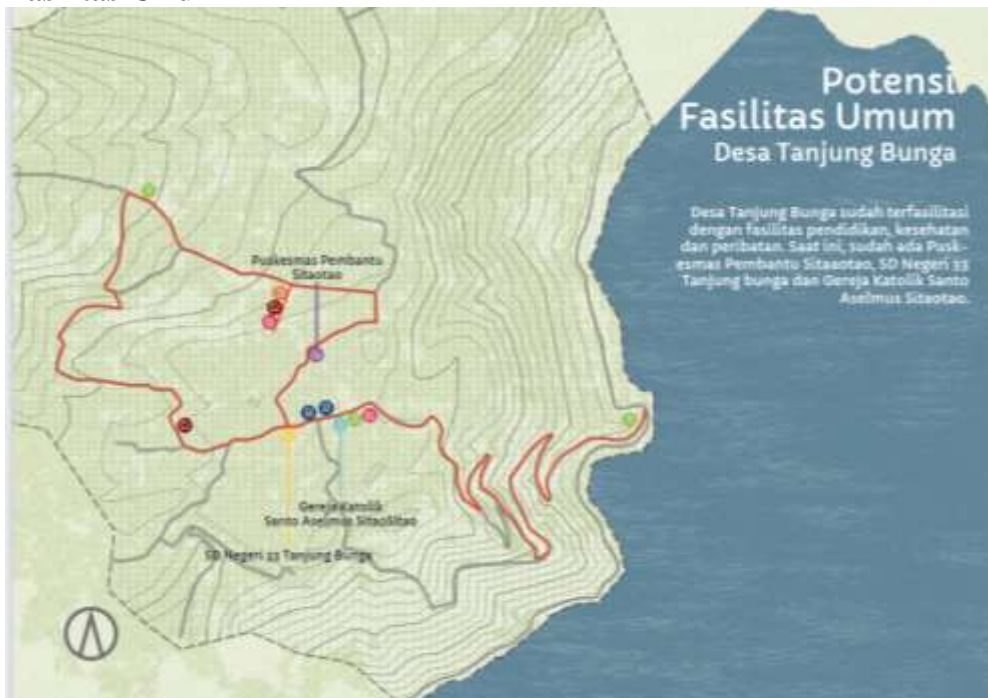 Potensi
Fasilitas Umum
Desa Tanjung Bunga
Desa Tanjung Bunga sudah terfasilitasi
dengan fasilitas pendidikan, kesehatan
dan peribatan. Saat ini, sudah ada Pusk-
esmas Pembantu Sitaaotao, SD Negeri 33
Tanjung bunga dan Gereja Katolik Santo
Aselmus Sitaotao.
Puskesmas Pembantu
Sitaotao
Gereja Katolik
Santo Aselmus SitaoSitao
SD Negeri 33 Tanjung Bunga